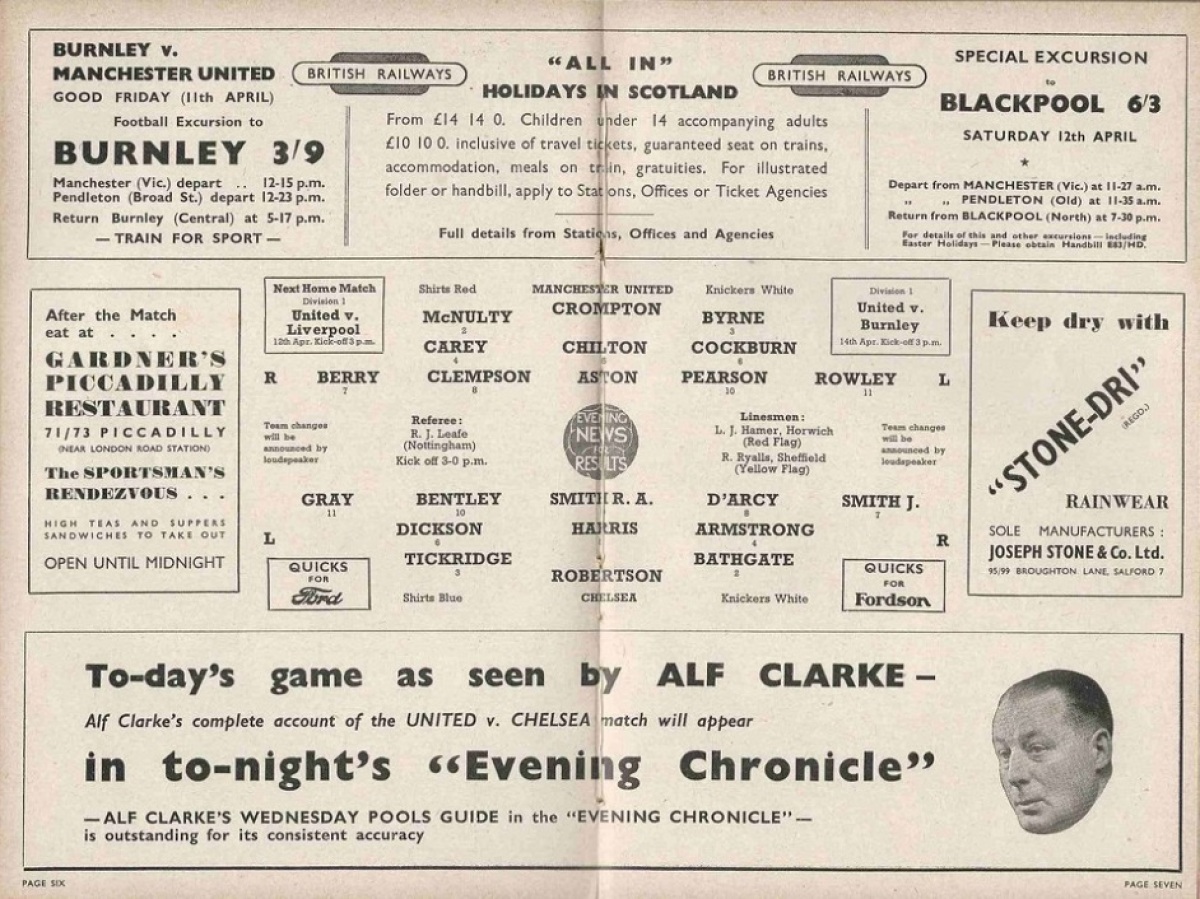 BURNLEY v.
MANCHESTER UNITED
GOOD FRIDAY (11th APRIL)
Football Excursion to
BURNLEY 3/9
Manchester (Vic.) depart .. 12-15 p.m.
Pendleton (Broad St.) depart 12-23 p.m.
Return Burnley (Central) at 5-17 p.m.
— TRAIN FOR SPORT —
BRITISH RAILWAYS
"ALL IN"
HOLIDAYS IN SCOTLAND
BRITISH RAILWAYS
From £14 14 0. Children under 14 accompanying adults
£10 10 0. inclusive of travel tickets, guaranteed seat on trains,
accommodation, meals on train, gratuities. For illustrated
folder or handbill, apply to Stations, Offices or Ticket Agencies
Full details from Stations, Offices and Agencies
SPECIAL EXCURSION
to
BLACKPOOL 6/3
SATURDAY 12th APRIL
Depart from MANCHESTER (Vic.) at 11-27 a.m.
„ „ PENDLETON (Old) at 11-35 a.m.
Return from BLACKPOOL (North) at 7-30 p.m.
For details of this and other excursions — including
Easter Holidays — Please obtain Handbill E83/HD.
After the Match
eat at . . . .
GARDNER'S
PICCADILLY
RESTAURANT
71/73 PICCADILLY
(NEAR LONDON ROAD STATION)
The SPORTSMAN'S
RENDEZVOUS . . .
HIGH TEAS AND SUPPERS
SANDWICHES TO TAKE OUT
OPEN UNTIL MIDNIGHT
Next Home Match
Division 1
United v.
Liverpool
12th Apr. Kick-off 3 p.m.
Shirts Red MANCHESTER UNITED Knickers White
CROMPTON
McNULTY BYRNE
2 3
CAREY CHILTON COCKBURN
4 5 6
R BERRY CLEMPSON ASTON PEARSON ROWLEY L
7 8 10 11
Division 1
United v.
Burnley
14th Apr. Kick-off 3 p.m.
Team changes
will be
announced by
loudspeaker
Referee:
R. J. Leafe
(Nottingham)
Kick off 3-0 p.m.
EVENING
NEWS
FOR
RESULTS
Linesmen:
L. J. Hamer, Horwich
(Red Flag)
R. Ryalls, Sheffield
(Yellow Flag)
Team changes
will be
announced by
loudspeaker
GRAY BENTLEY SMITH R. A. D'ARCY SMITH J.
11 10 8 7
L DICKSON HARRIS ARMSTRONG R
6 4
TICKRIDGE BATHGATE
3 2
ROBERTSON
Shirts Blue CHELSEA Knickers White
QUICKS
FOR
Ford
QUICKS
FOR
Fordson
Keep dry with
"STONE-DRI"
(REGD.)
RAINWEAR
SOLE MANUFACTURERS :
JOSEPH STONE & Co. Ltd.
95/99 BROUGHTON LANE, SALFORD 7
To-day's game as seen by ALF CLARKE —
Alf Clarke's complete account of the UNITED v. CHELSEA match will appear
in to-night's "Evening Chronicle"
— ALF CLARKE'S WEDNESDAY POOLS GUIDE in the "EVENING CHRONICLE" —
is outstanding for its consistent accuracy
PAGE SIX
PAGE SEVEN